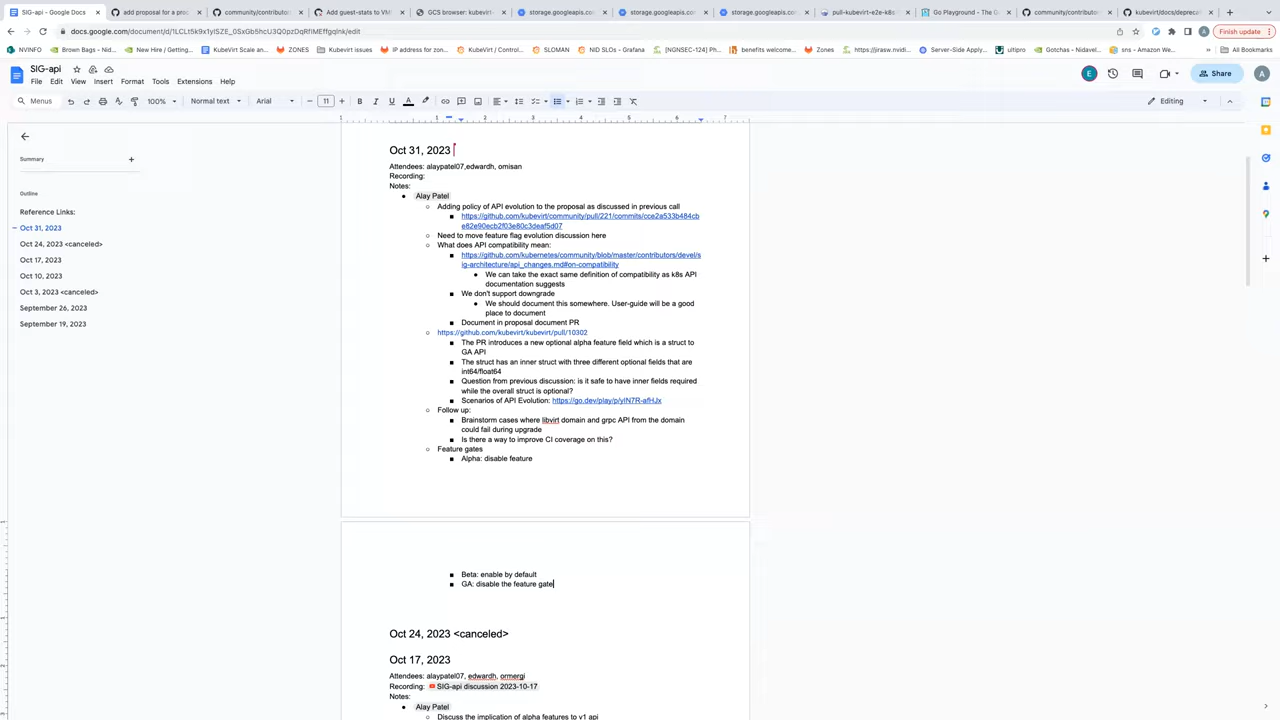 SIG-api - Google Docs
add proposal for a proc
community/contributor
Add guest-stats to VMI
GCS browser: kubevirt-
storage.googleapis.com
storage.googleapis.com
storage.googleapis.com
pull-kubevirt-e2e-k8s
Go Playground - The G
community/contributor
kubevirt/docs/deprecat
docs.google.com/document/d/
Finish update
NVINFO
Brown Bags - Nid...
New Hire / Getting...
KubeVirt Scale an...
ZONES
Kubevirt issues
IP address for zon...
KubeVirt / Control...
SLOMAN
NID SLOs - Grafana
[NGNSEC-124] Ph...
benefits welcome...
Zones
https://jirasw.nvidi...
Server-Side Apply...
ultipro
Gotchas - Nidavel...
sns - Amazon We...
All Bookmarks
SIG-api
File Edit View Insert Format Tools Extensions Help
E
Share
A
Menus
100%
Normal text
Arial
11
Editing
Summary
Outline
Reference Links:
Oct 31, 2023
Oct 24, 2023 <canceled>
Oct 17, 2023
Oct 10, 2023
Oct 3, 2023 <canceled>
September 26, 2023
September 19, 2023
Oct 31, 2023
Attendees: alaypatel07,edwardh, omisan
Recording:
Notes:
Alay Patel
Adding policy of API evolution to the proposal as discussed in previous call
https://github.com/kubevirt/community/pull/221/commits/cce2a533b484cb
e82e90ecb2f03e80c3deaf5d07
Need to move feature flag evolution discussion here
What does API compatibility mean:
https://github.com/kubernetes/community/blob/master/contributors/devel/s
ig-architecture/api_changes.md#on-compatibility
We can take the exact same definition of compatibility as k8s API
documentation suggests
We don't support downgrade
We should document this somewhere. User-guide will be a good
place to document
Document in proposal document PR
https://github.com/kubevirt/kubevirt/pull/10302
The PR introduces a new optional alpha feature field which is a struct to
GA API
The struct has an inner struct with three different optional fields that are
int64/float64
Question from previous discussion: is it safe to have inner fields required
while the overall struct is optional?
Scenarios of API Evolution: https://go.dev/play/p/yIN7R-afHJx
Follow up:
Brainstorm cases where libvirt domain and grpc API from the domain
could fail during upgrade
Is there a way to improve CI coverage on this?
Feature gates
Alpha: disable feature
Beta: enable by default
GA: disable the feature gate
Oct 24, 2023 <canceled>
Oct 17, 2023
Attendees: alaypatel07, edwardh, ormergi
Recording: SIG-api discussion 2023-10-17
Notes:
Alay Patel
Discuss the implication of alpha features to v1 api